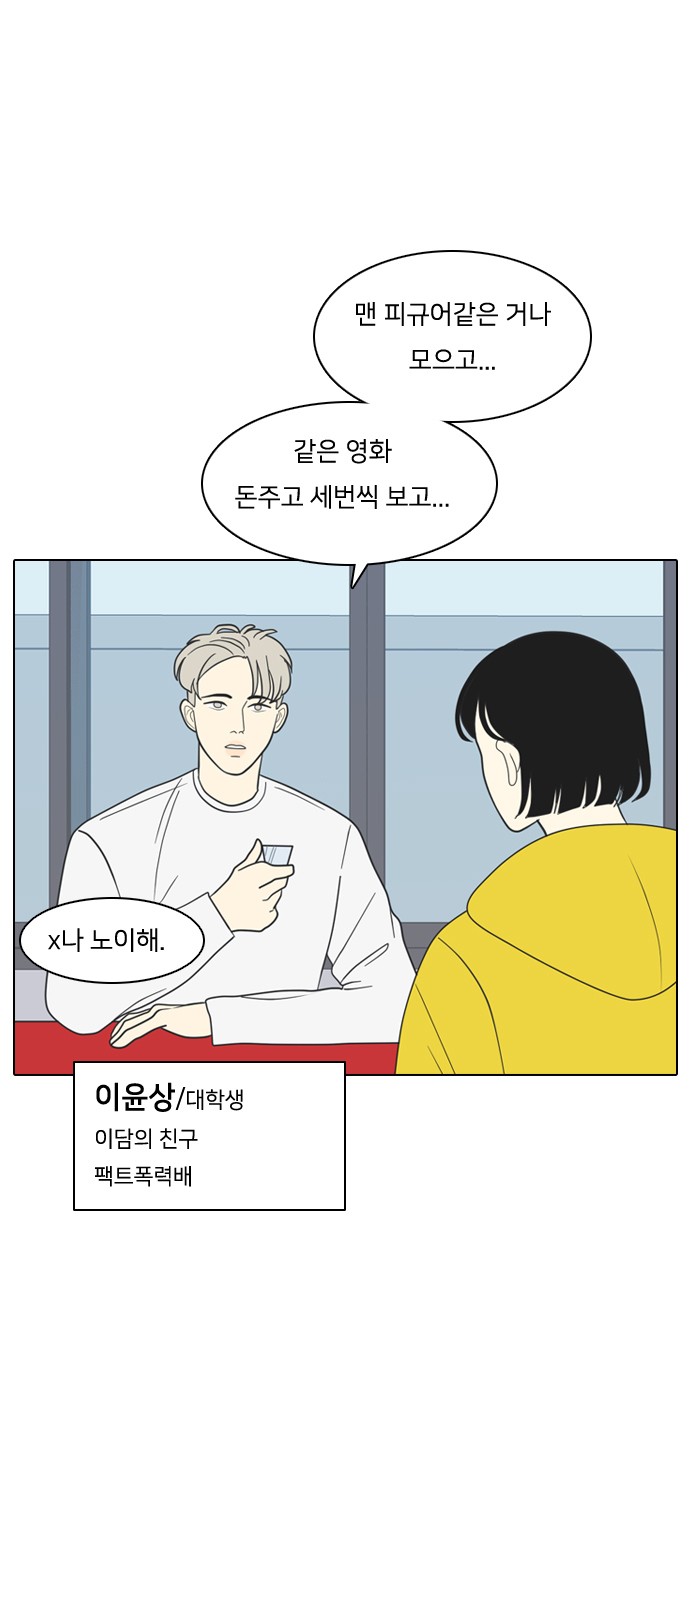 맨 피규어같은 거나
모으고...
같은 영화
돈주고 세번씩 보고...
x나 노이해.
이윤상/대학생
이담의 친구
팩트폭력배